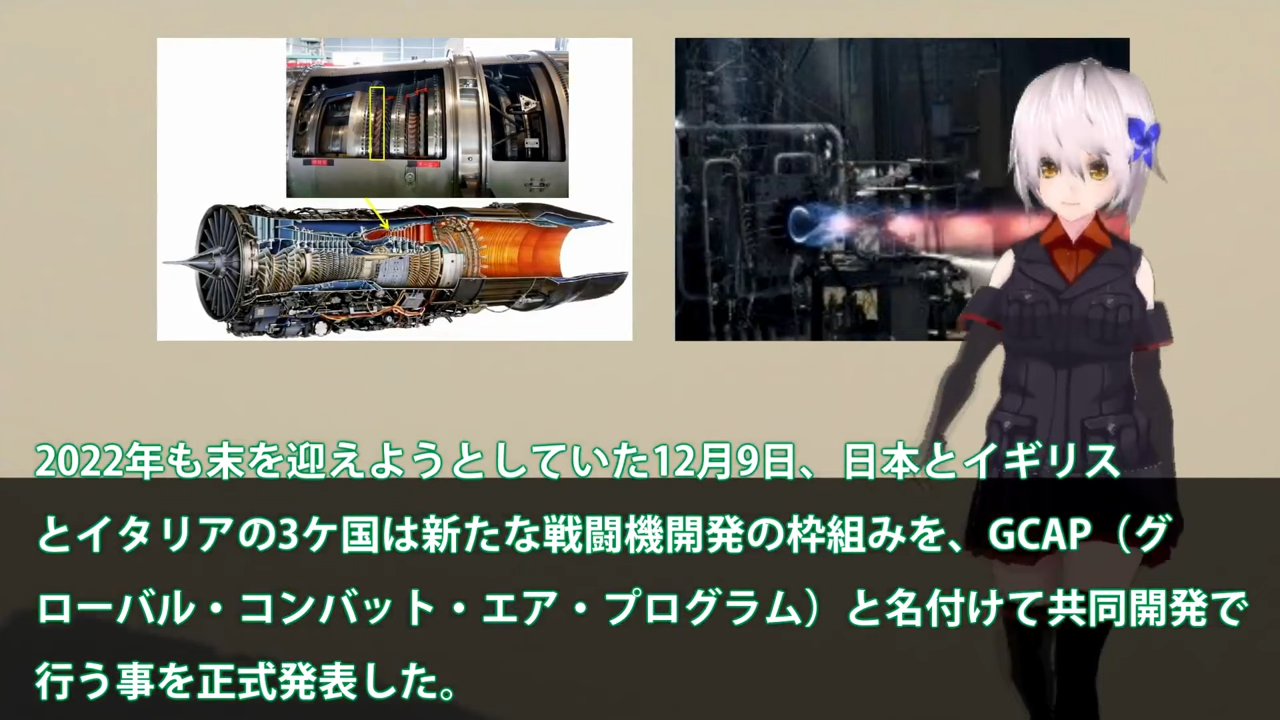 2022年も末を迎えようとしていた12月9日、日本とイギリス
とイタリアの3ケ国は新たな戦闘機開発の枠組みを、GCAP（グ
ローバル・コンバット・エア・プログラム）と名付けて共同開発で
行う事を正式発表した。